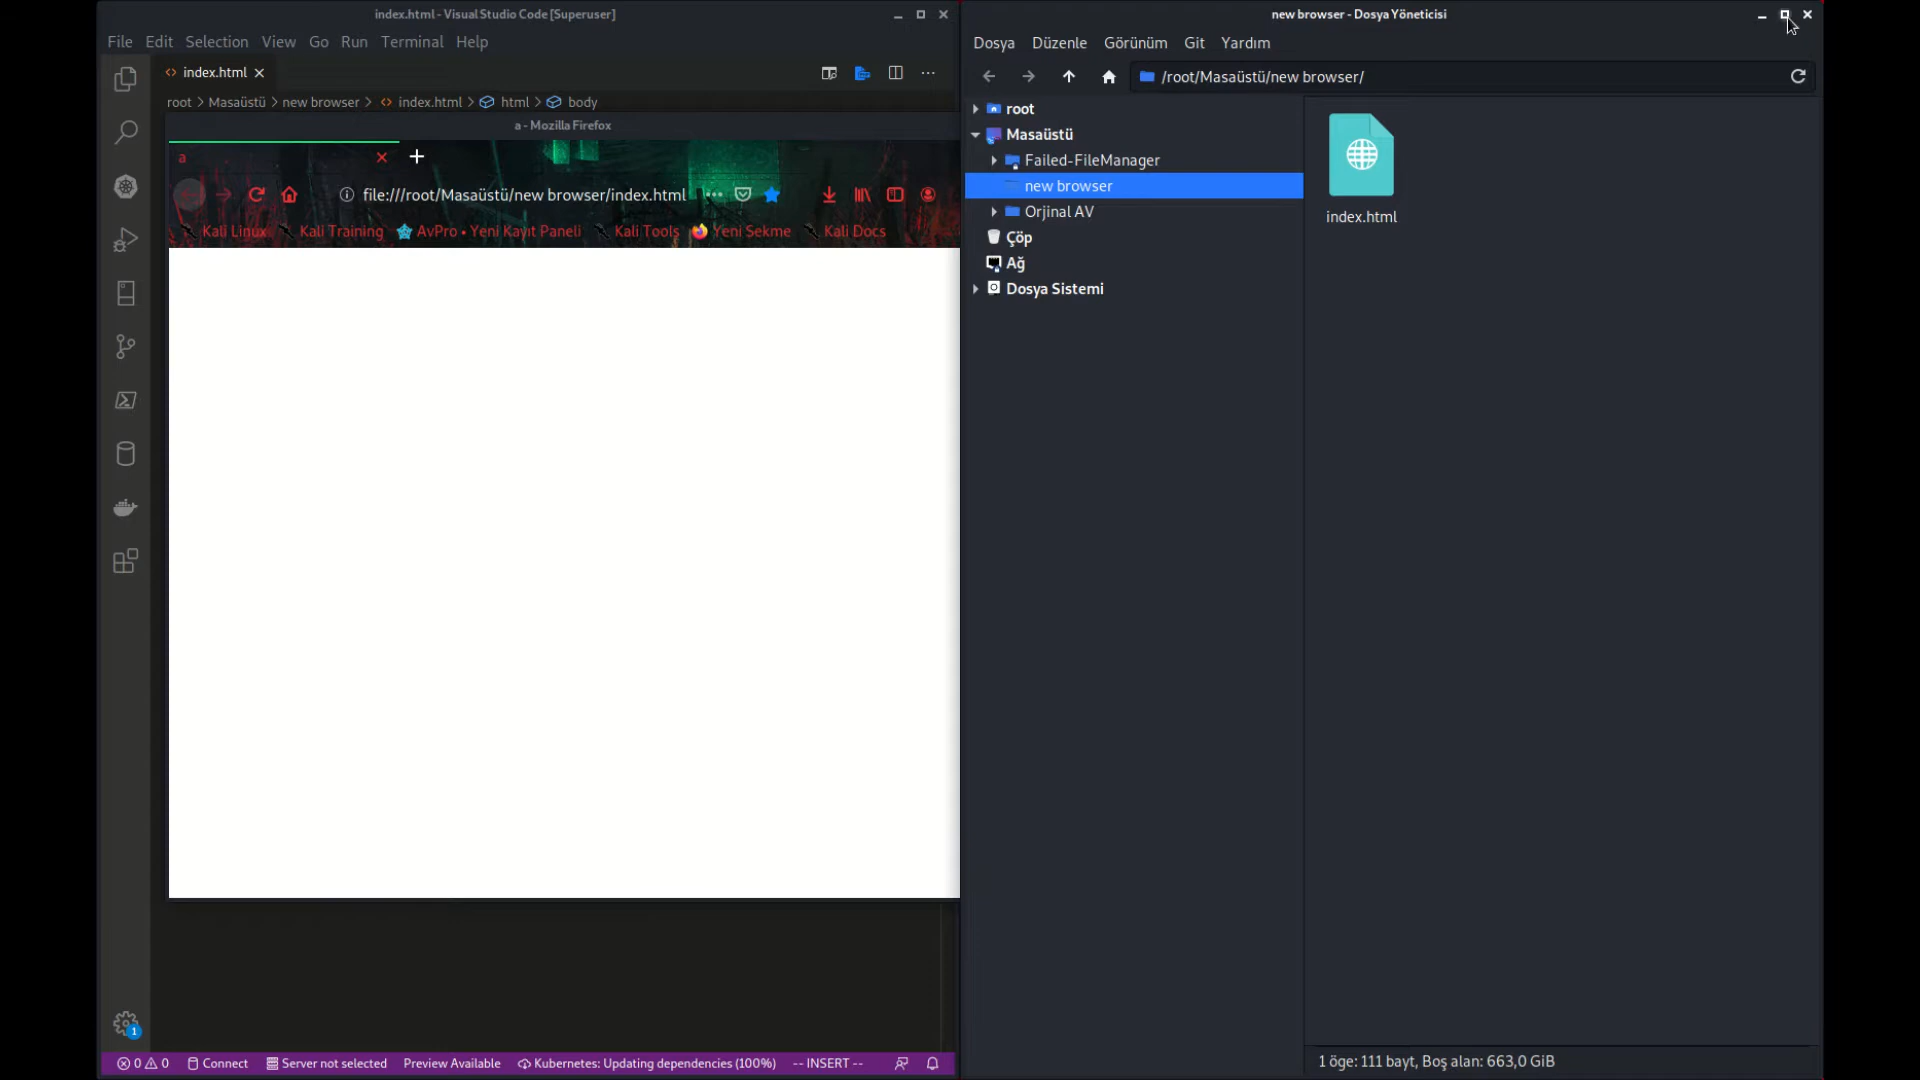 index.html - Visual Studio Code [Superuser]
File Edit Selection View Go Run Terminal Help
index.html
root > Masaüstü > new browser > index.html > html > body
a - Mozilla Firefox
a
file:///root/Masaüstü/new browser/index.html
Kali Linux Kali Training AvPro • Yeni Kayıt Paneli Kali Tools Yeni Sekme Kali Docs
1
0 0 Connect Server not selected Preview Available Kubernetes: Updating dependencies (100%) -- INSERT --
new browser - Dosya Yöneticisi
Dosya Düzenle Görünüm Git Yardım
/root/Masaüstü/new browser/
root
Masaüstü
Failed-FileManager
new browser
Orjinal AV
Çöp
Ağ
Dosya Sistemi
index.html
1 öge: 111 bayt, Boş alan: 663,0 GiB